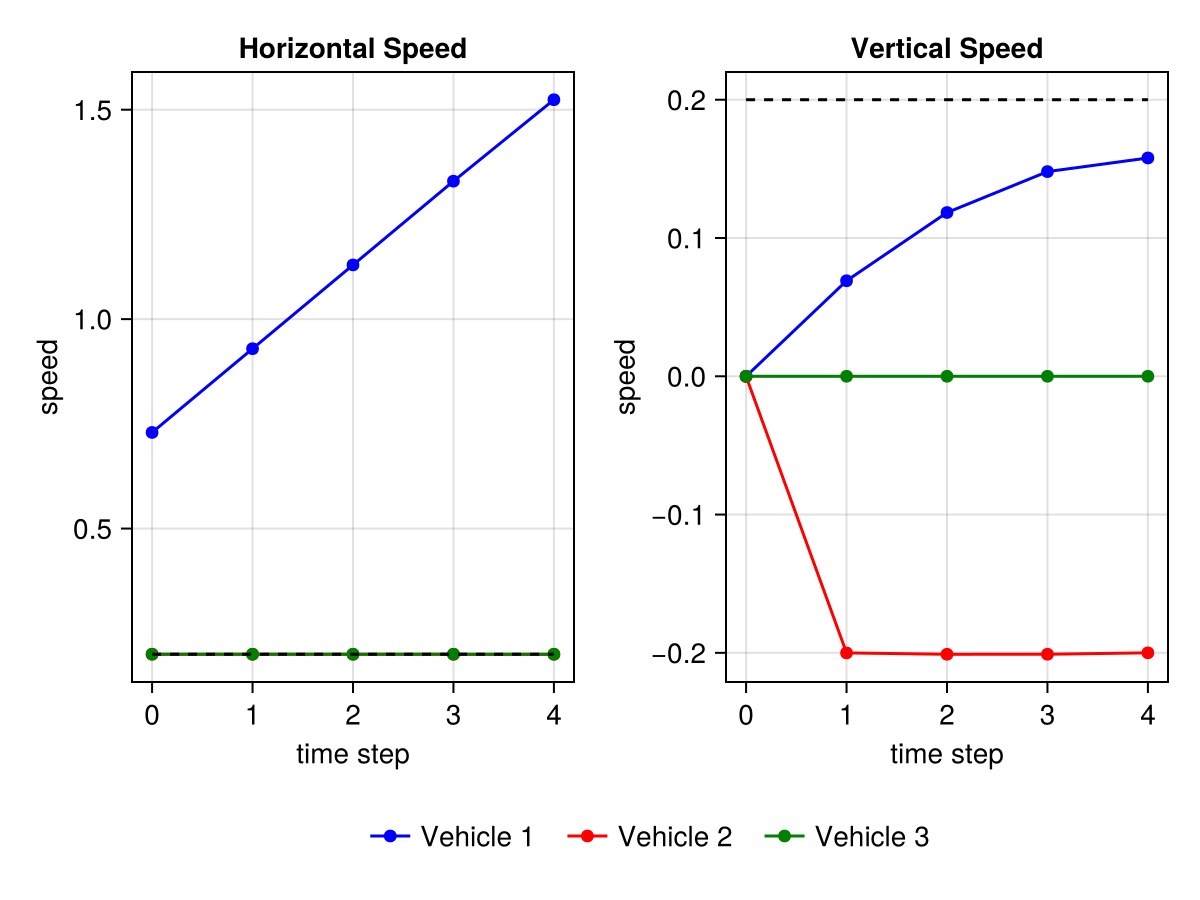 Horizontal Speed
speed
1.5
1.0
0.5
0 1 2 3 4
time step
Vertical Speed
speed
0.2
0.1
0.0
−0.1
−0.2
0 1 2 3 4
time step
Vehicle 1 Vehicle 2 Vehicle 3